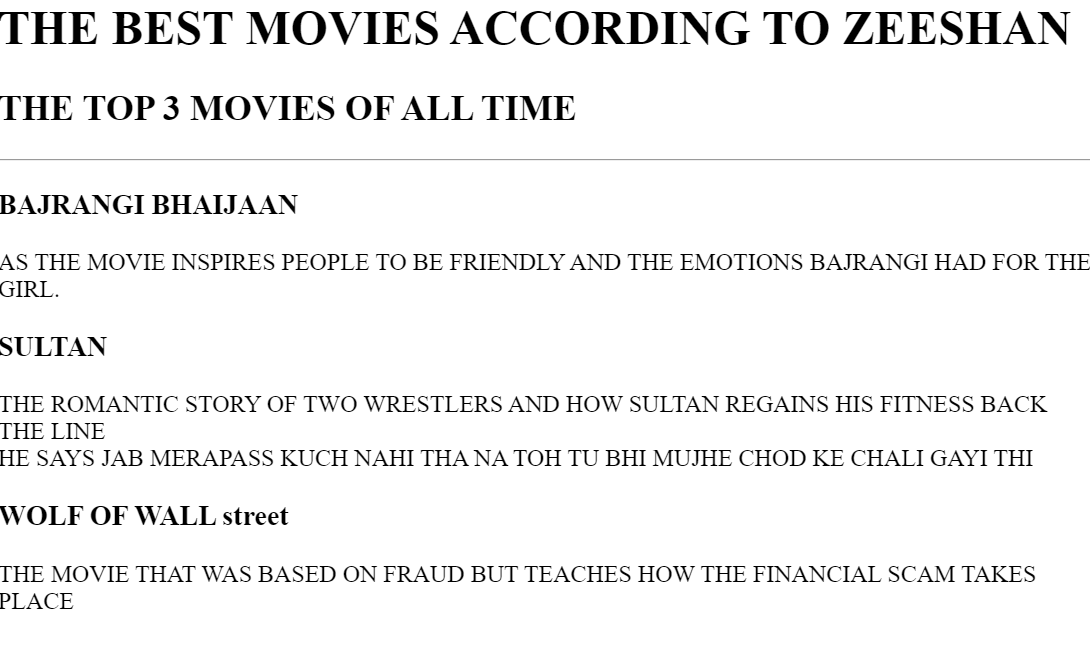 THE BEST MOVIES ACCORDING TO ZEESHAN
THE TOP 3 MOVIES OF ALL TIME
BAJRANGI BHAIJAAN
AS THE MOVIE INSPIRES PEOPLE TO BE FRIENDLY AND THE EMOTIONS BAJRANGI HAD FOR THE
GIRL.
SULTAN
THE ROMANTIC STORY OF TWO WRESTLERS AND HOW SULTAN REGAINS HIS FITNESS BACK
THE LINE
HE SAYS JAB MERAPASS KUCH NAHI THA NA TOH TU BHI MUJHE CHOD KE CHALI GAYI THI
WOLF OF WALL street
THE MOVIE THAT WAS BASED ON FRAUD BUT TEACHES HOW THE FINANCIAL SCAM TAKES
PLACE